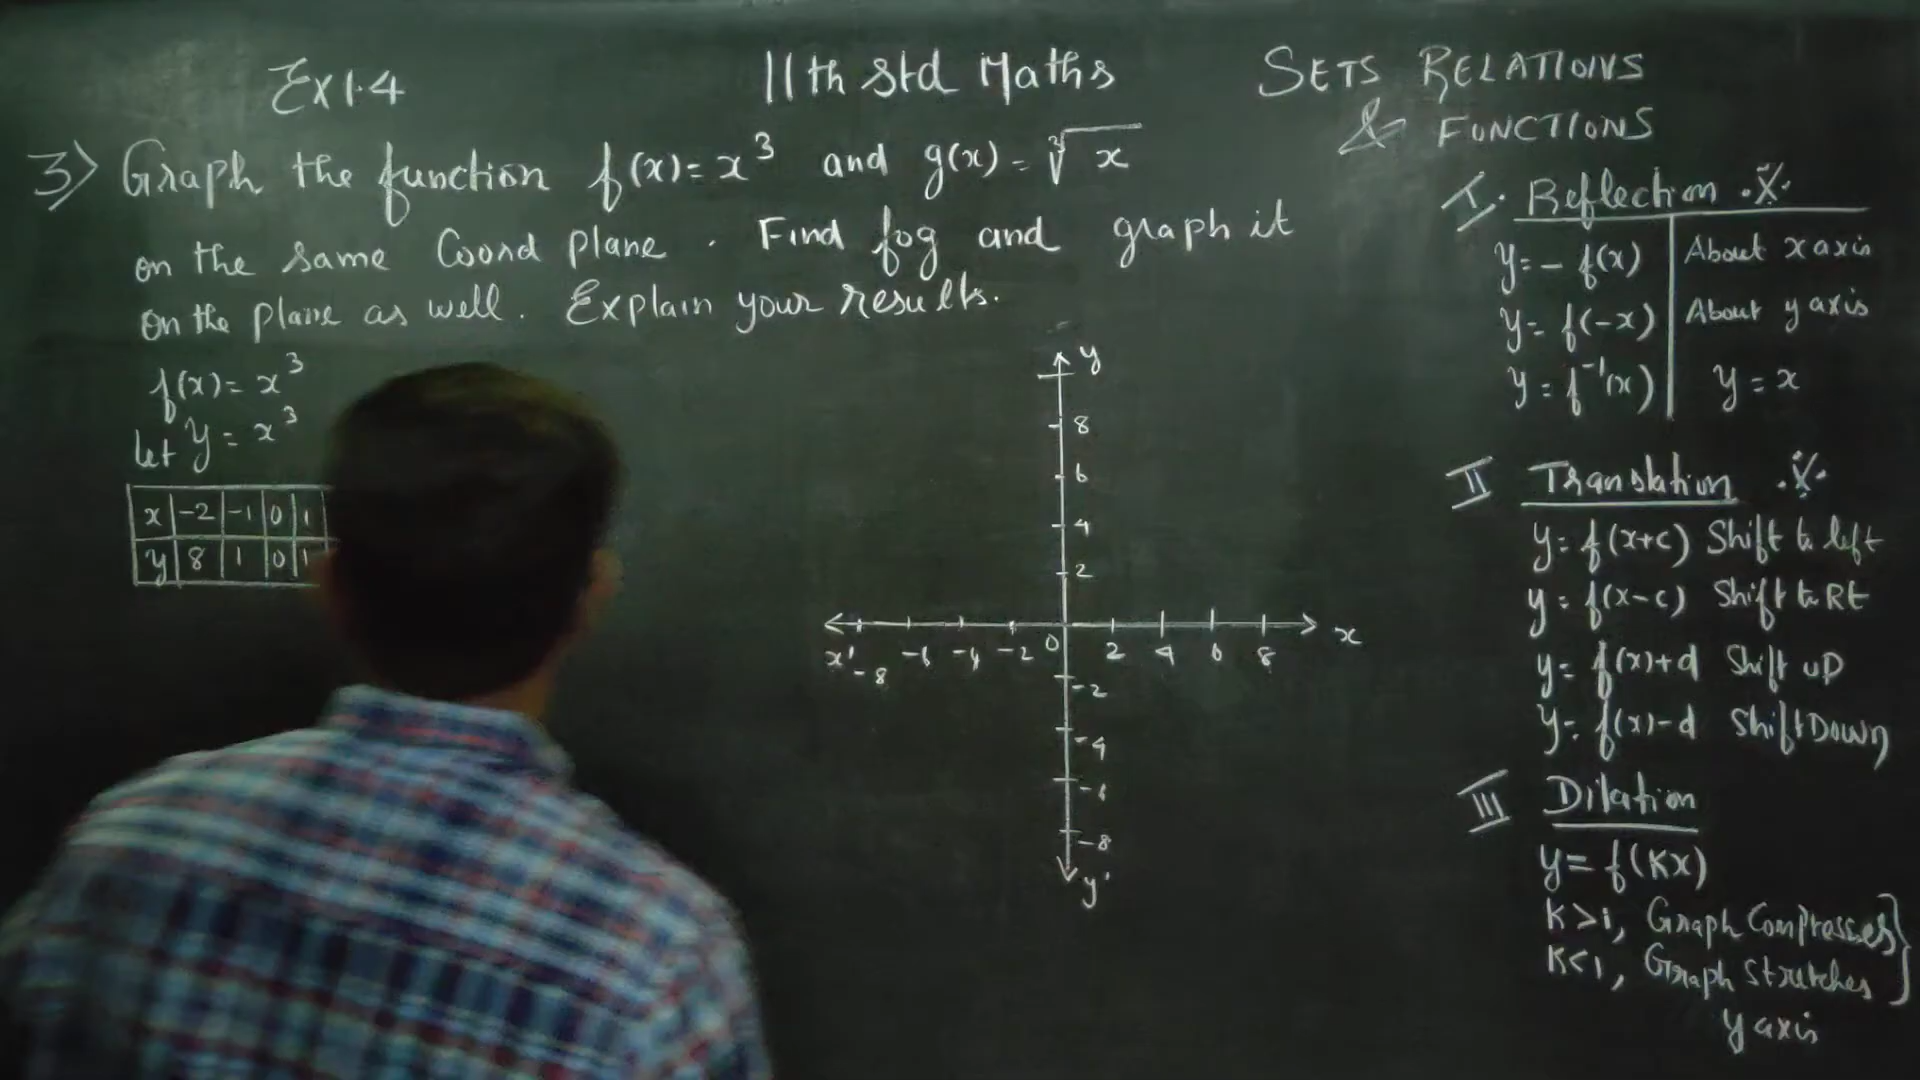 Ex 1.4
11th Std Maths
SETS RELATIONS
& FUNCTIONS
3) Graph the function f(x) = x³ and g(x) = ∛x
on the same Coord plane. Find fog and graph it
on the plane as well. Explain your results.
f(x) = x³
let y = x³
x | -2 | -1 | 0 | 1
y | 8 | 1 | 0 | 1
y
8
6
4
2
x' -8 -6 -4 -2 0 2 4 6 8 x
-2
-4
-6
-8
y'
I. Reflection
y = - f(x) | About x axis
y = f(-x) | About y axis
y = f⁻¹(x) | y = x
II Translation
y = f(x+c) Shift to left
y = f(x-c) Shift to Rt
y = f(x)+d Shift up
y = f(x)-d Shift Down
III Dilation
y = f(Kx)
K>1, Graph Compresses
K<1, Graph Stretches
y axis